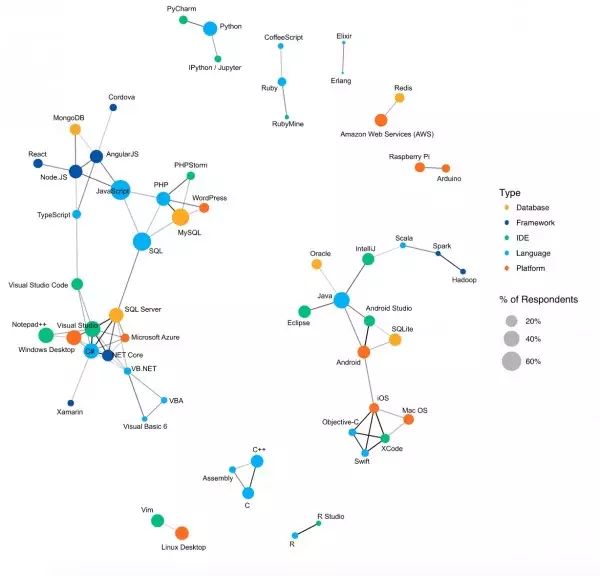 PyCharm
Python
IPython / Jupyter
CoffeeScript
Ruby
RubyMine
Elixir
Erlang
Redis
Amazon Web Services (AWS)
Raspberry Pi
Arduino
Cordova
MongoDB
React
AngularJS
Node.JS
JavaScript
PHP
PHPStorm
WordPress
MySQL
TypeScript
SQL
Visual Studio Code
SQL Server
Notepad++
Visual Studio
Microsoft Azure
Windows Desktop
C#
.NET Core
VB.NET
VBA
Visual Basic 6
Xamarin
Oracle
IntelliJ
Scala
Spark
Hadoop
Java
Eclipse
Android Studio
SQLite
Android
iOS
Mac OS
Objective-C
XCode
Swift
C++
Assembly
C
Vim
Linux Desktop
R Studio
R
Type
Database
Framework
IDE
Language
Platform
% of Respondents
20%
40%
60%